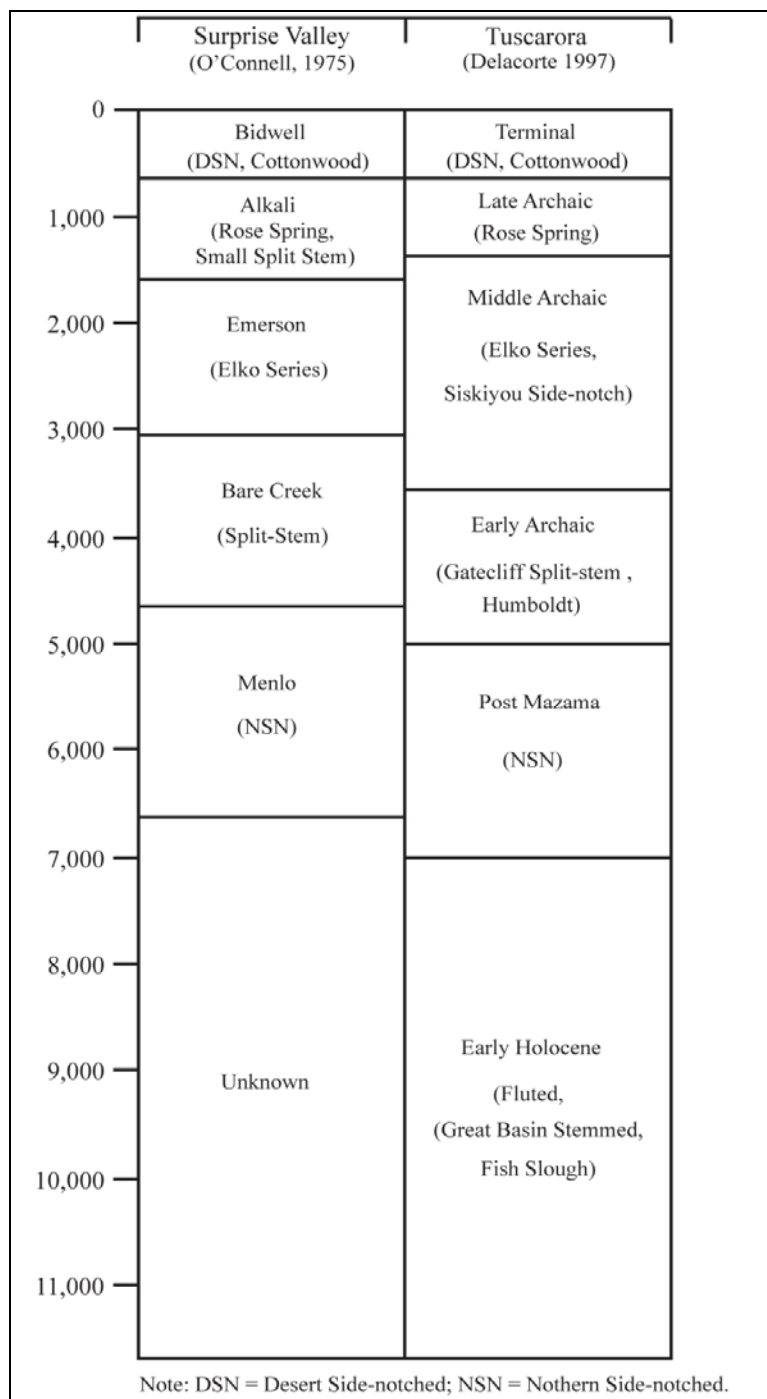 Surprise Valley
(O'Connell, 1975)
Tuscarora
(Delacorte 1997)
0
1,000
2,000
3,000
4,000
5,000
6,000
7,000
8,000
9,000
10,000
11,000
Bidwell
(DSN, Cottonwood)
Alkali
(Rose Spring,
Small Split Stem)
Emerson
(Elko Series)
Bare Creek
(Split-Stem)
Menlo
(NSN)
Unknown
Terminal
(DSN, Cottonwood)
Late Archaic
(Rose Spring)
Middle Archaic
(Elko Series,
Siskiyou Side-notch)
Early Archaic
(Gatecliff Split-stem ,
Humboldt)
Post Mazama
(NSN)
Early Holocene
(Fluted,
(Great Basin Stemmed,
Fish Slough)
Note: DSN = Desert Side-notched; NSN = Nothern Side-notched.